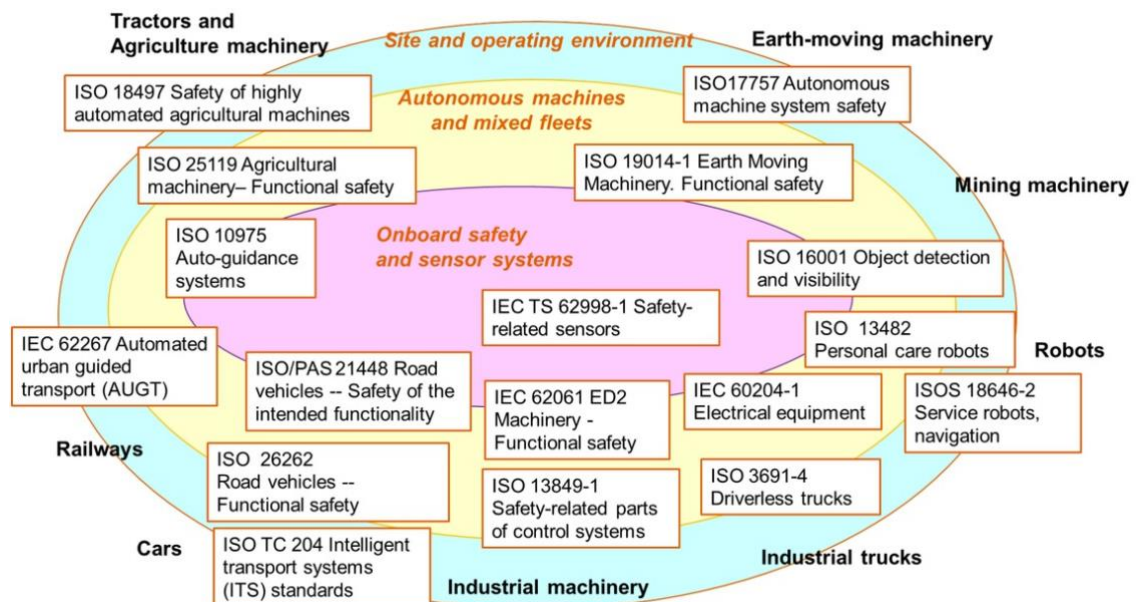 Tractors and
Agriculture machinery
Site and operating environment
Earth-moving machinery
ISO 18497 Safety of highly
automated agricultural machines
Autonomous machines
and mixed fleets
ISO17757 Autonomous
machine system safety
ISO 25119 Agricultural
machinery– Functional safety
ISO 19014-1 Earth Moving
Machinery. Functional safety
Mining machinery
ISO 10975
Auto-guidance
systems
Onboard safety
and sensor systems
ISO 16001 Object detection
and visibility
IEC TS 62998-1 Safety-
related sensors
IEC 62267 Automated
urban guided
transport (AUGT)
ISO 13482
Personal care robots
Robots
ISO/PAS 21448 Road
vehicles -- Safety of the
intended functionality
IEC 62061 ED2
Machinery -
Functional safety
IEC 60204-1
Electrical equipment
ISOS 18646-2
Service robots,
navigation
Railways
ISO 26262
Road vehicles --
Functional safety
ISO 13849-1
Safety-related parts
of control systems
ISO 3691-4
Driverless trucks
Cars
ISO TC 204 Intelligent
transport systems
(ITS) standards
Industrial machinery
Industrial trucks